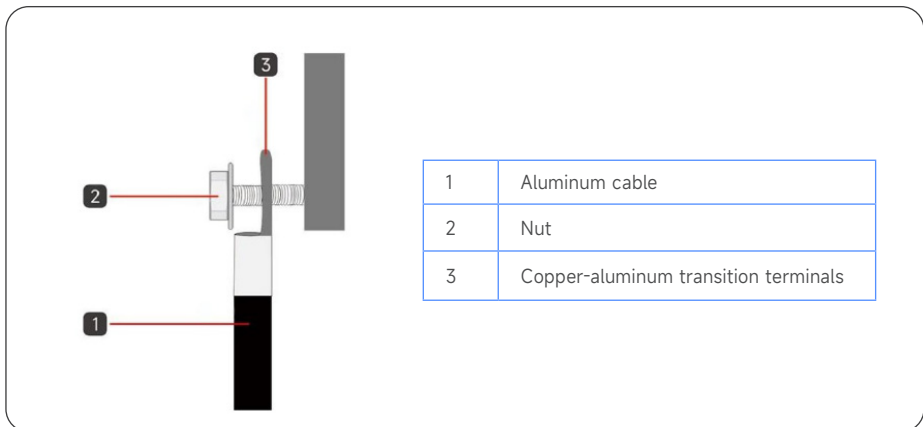 3
2
1
1 Aluminum cable
2 Nut
3 Copper-aluminum transition terminals